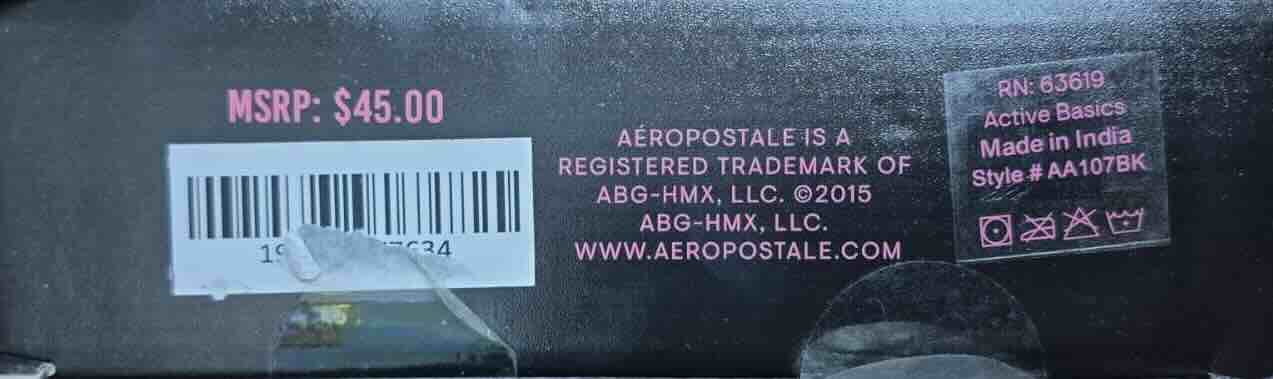 MSRP: $45.00
AÉROPOSTALE IS A
REGISTERED TRADEMARK OF
ABG-HMX, LLC. ©2015
ABG-HMX, LLC.
WWW.AEROPOSTALE.COM
RN: 63619
Active Basics
Made in India
Style # AA107BK